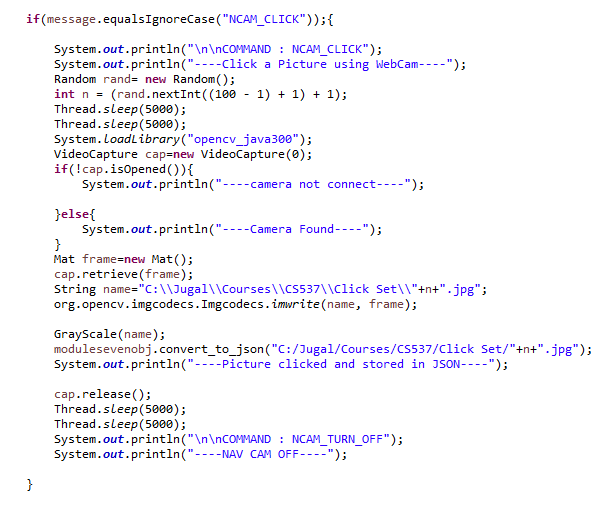 if(message.equalsIgnoreCase("NCAM_CLICK"));{
System.out.println("\n\nCOMMAND : NCAM_CLICK");
System.out.println("----Click a Picture using WebCam----");
Random rand= new Random();
int n = (rand.nextInt((100 - 1) + 1) + 1);
Thread.sleep(5000);
Thread.sleep(5000);
System.loadLibrary("opencv_java300");
VideoCapture cap=new VideoCapture(0);
if(!cap.isOpened()){
System.out.println("----camera not connect----");
}else{
System.out.println("----Camera Found----");
}
Mat frame=new Mat();
cap.retrieve(frame);
String name="C:\\Jugal\\Courses\\CS537\\Click Set\\"+n+".jpg";
org.opencv.imgcodecs.Imgcodecs.imwrite(name, frame);
GrayScale(name);
modulesevenobj.convert_to_json("C:/Jugal/Courses/CS537/Click Set/"+n+".jpg");
System.out.println("----Picture clicked and stored in JSON----");
cap.release();
Thread.sleep(5000);
Thread.sleep(5000);
System.out.println("\n\nCOMMAND : NCAM_TURN_OFF");
System.out.println("----NAV CAM OFF----");
}